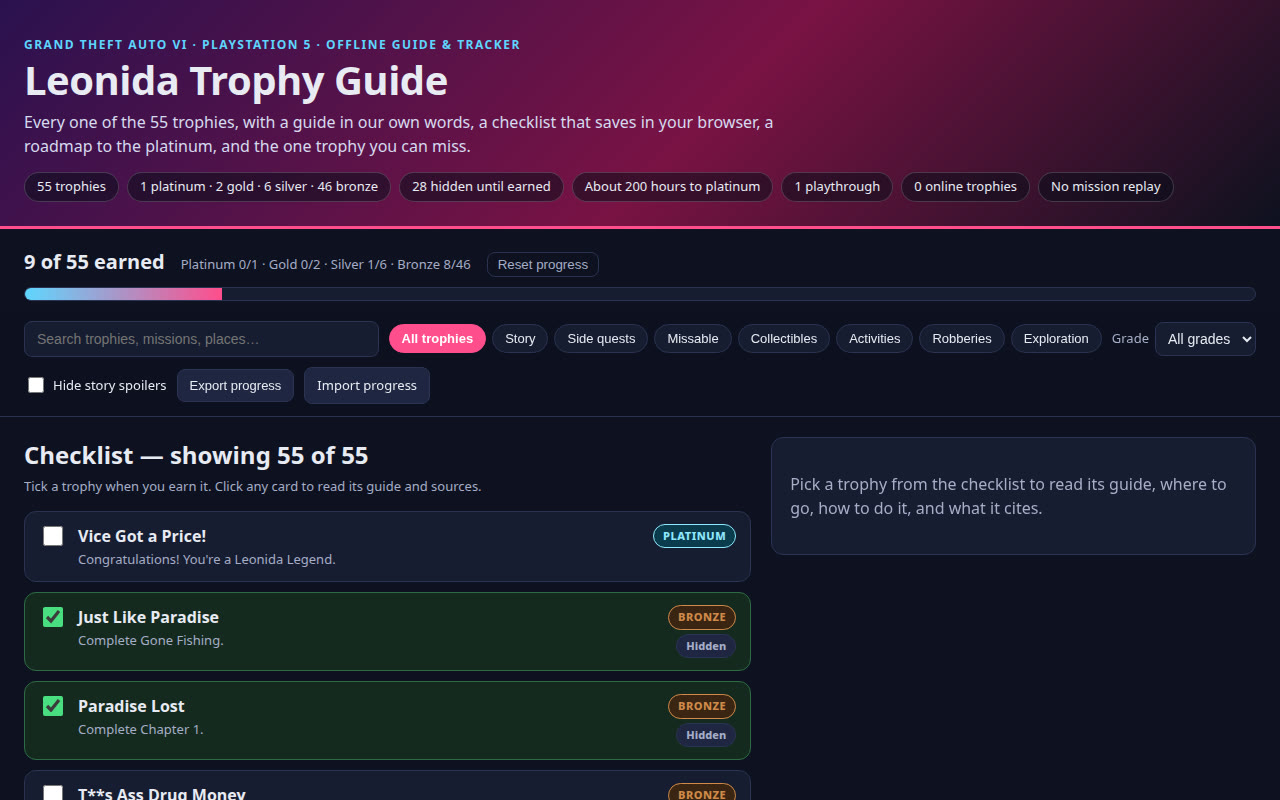 GRAND THEFT AUTO VI · PLAYSTATION 5 · OFFLINE GUIDE & TRACKER
Leonida Trophy Guide
Every one of the 55 trophies, with a guide in our own words, a checklist that saves in your browser, a
roadmap to the platinum, and the one trophy you can miss.
55 trophies
1 platinum · 2 gold · 6 silver · 46 bronze
28 hidden until earned
About 200 hours to platinum
1 playthrough
0 online trophies
No mission replay
9 of 55 earned
Platinum 0/1 · Gold 0/2 · Silver 1/6 · Bronze 8/46
Reset progress
Search trophies, missions, places…
All trophies
Story
Side quests
Missable
Collectibles
Activities
Robberies
Exploration
Grade
All grades
Hide story spoilers
Export progress
Import progress
Checklist — showing 55 of 55
Tick a trophy when you earn it. Click any card to read its guide and sources.
Vice Got a Price!
PLATINUM
Congratulations! You're a Leonida Legend.
Just Like Paradise
BRONZE
Complete Gone Fishing.
Hidden
Paradise Lost
BRONZE
Complete Chapter 1.
Hidden
T**s Ass Drug Money
BRONZE
Pick a trophy from the checklist to read its guide, where to
go, how to do it, and what it cites.